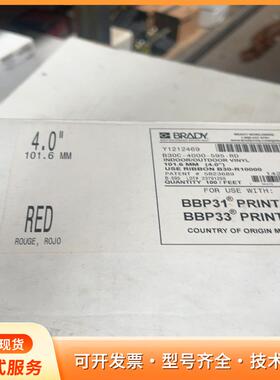 4.0"
101.6 MM
RED
ROUGE, ROJO
BRADY
Y1212469
B30C-4000-595-RD
INDOOR/OUTDOOR VINYL
101.6 MM (4.0")
USE RIBBON B30-R10000
PATENT # 5823689
QUANTITY 100 / FEET
FOR USE WITH:
BBP31® PRINT
BBP33® PRINT
COUNTRY OF ORIGIN M
现货
可开发票·型号齐全·技术